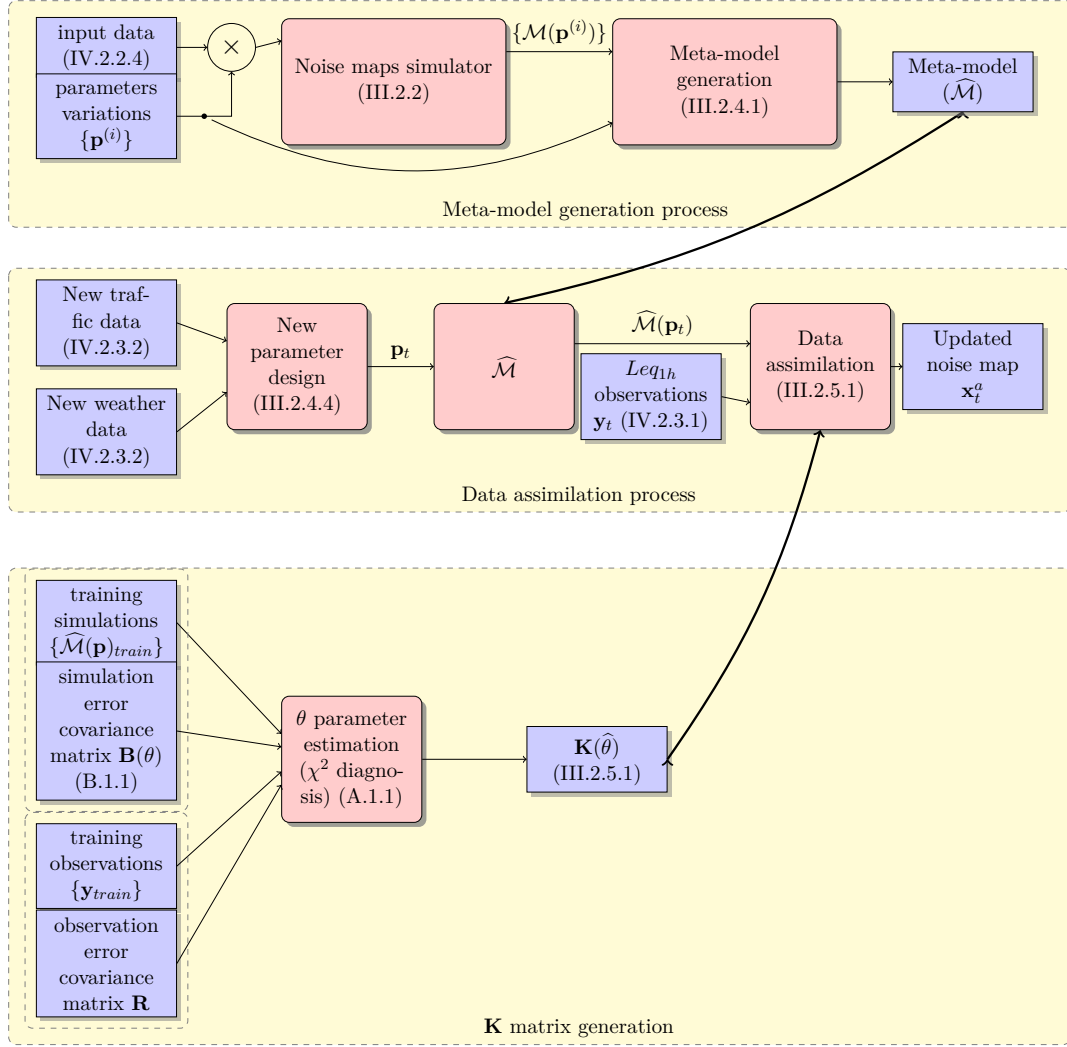 input data
(IV.2.2.4)
parameters
variations
{p^{(i)}}
×
Noise maps simulator
(III.2.2)
{ℳ(p^{(i)})}
Meta-model
generation
(III.2.4.1)
Meta-model
(ℳ̂)
Meta-model generation process
New traf-
fic data
(IV.2.3.2)
New weather
data
(IV.2.3.2)
New
parameter
design
(III.2.4.4)
p_t
ℳ̂
ℳ̂(p_t)
Leq_{1h}
observations
y_t (IV.2.3.1)
Data
assimilation
(III.2.5.1)
Updated
noise map
x_t^a
Data assimilation process
training
simulations
{ℳ̂(p)_{train}}
simulation
error
covariance
matrix B(θ)
(B.1.1)
training
observations
{y_{train}}
observation
error
covariance
matrix R
θ parameter
estimation
(χ² diagno-
sis) (A.1.1)
K(θ̂)
(III.2.5.1)
K matrix generation